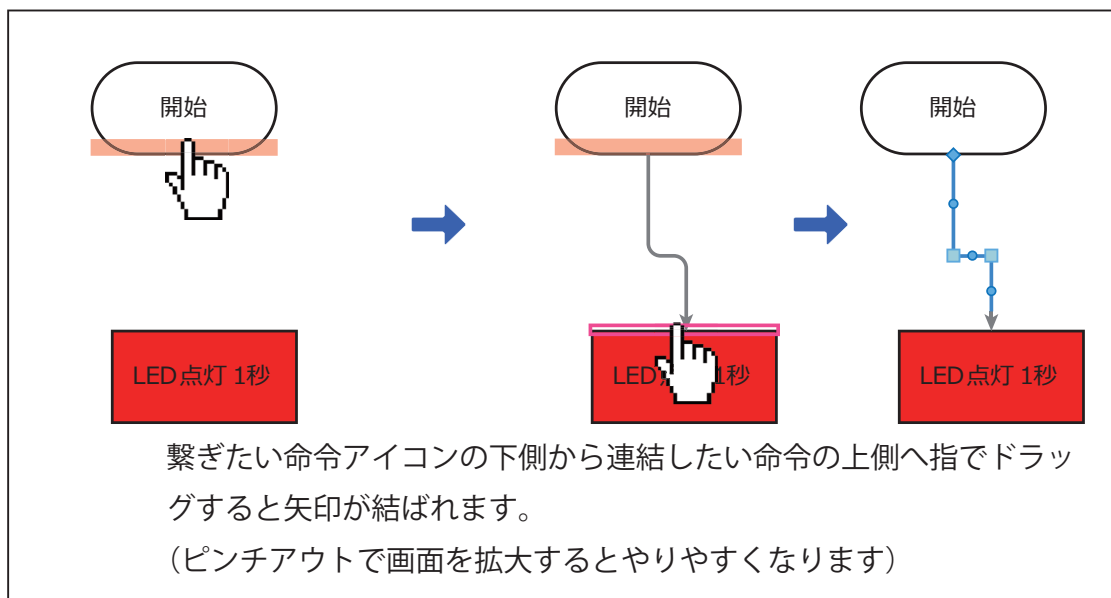 開始
開始
開始
LED点灯 1秒
LED 1秒
LED点灯 1秒
繋ぎたい命令アイコンの下側から連結したい命令の上側へ指でドラッ
グすると矢印が結ばれます。
（ピンチアウトで画面を拡大するとやりやすくなります）